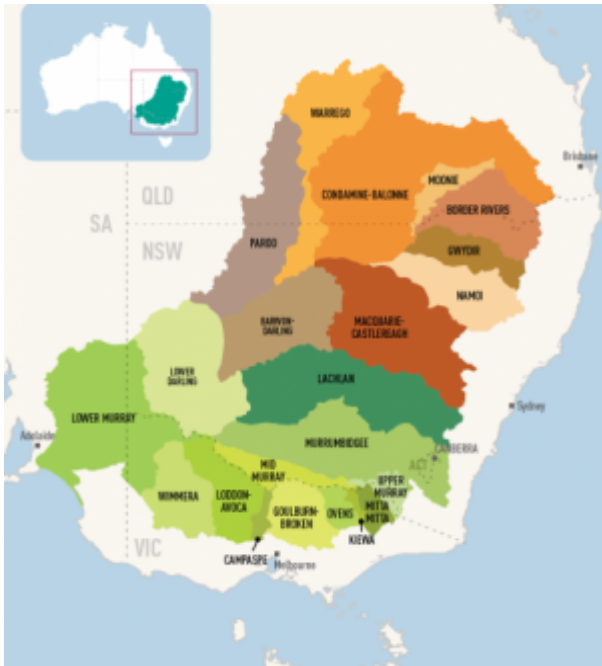 WARREGO
CONDAMINE-BALONNE
MOONIE
Brisbane
QLD
BORDER RIVERS
SA
NSW
PAROO
GWYDIR
NAMOI
BARWON-
DARLING
MACQUARIE-
CASTLEREAGH
LOWER
DARLING
LACHLAN
Sydney
LOWER MURRAY
Adelaide
MURRUMBIDGEE
CANBERRA
ACT
MID
MURRAY
UPPER
MURRAY
WIMMERA
LODDON-
AVOCA
GOULBURN-
BROKEN
OVENS
MITTA
MITTA
KIEWA
VIC
CAMPASPE
Melbourne